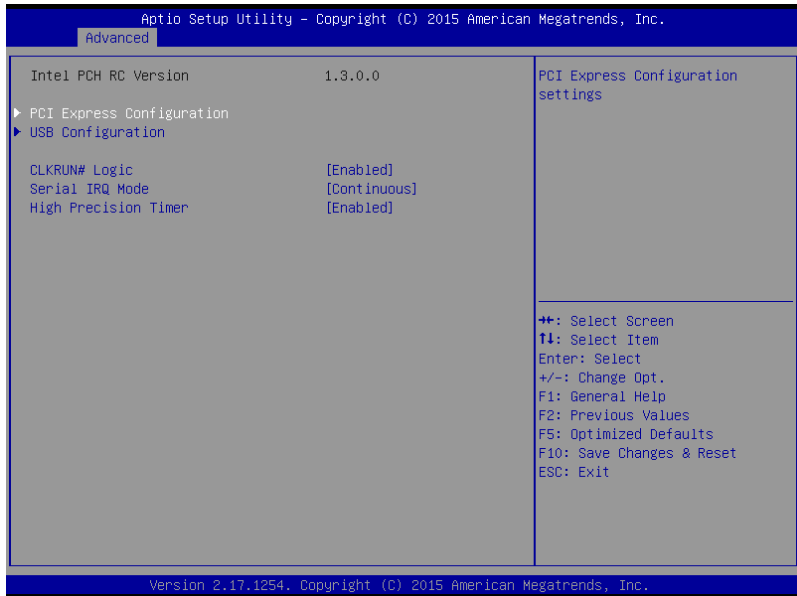 Aptio Setup Utility – Copyright (C) 2015 American Megatrends, Inc.
Advanced
Intel PCH RC Version 1.3.0.0
PCI Express Configuration
USB Configuration
CLKRUN# Logic [Enabled]
Serial IRQ Mode [Continuous]
High Precision Timer [Enabled]
PCI Express Configuration
settings
→←: Select Screen
↑↓: Select Item
Enter: Select
+/–: Change Opt.
F1: General Help
F2: Previous Values
F5: Optimized Defaults
F10: Save Changes & Reset
ESC: Exit
Version 2.17.1254. Copyright (C) 2015 American Megatrends, Inc.